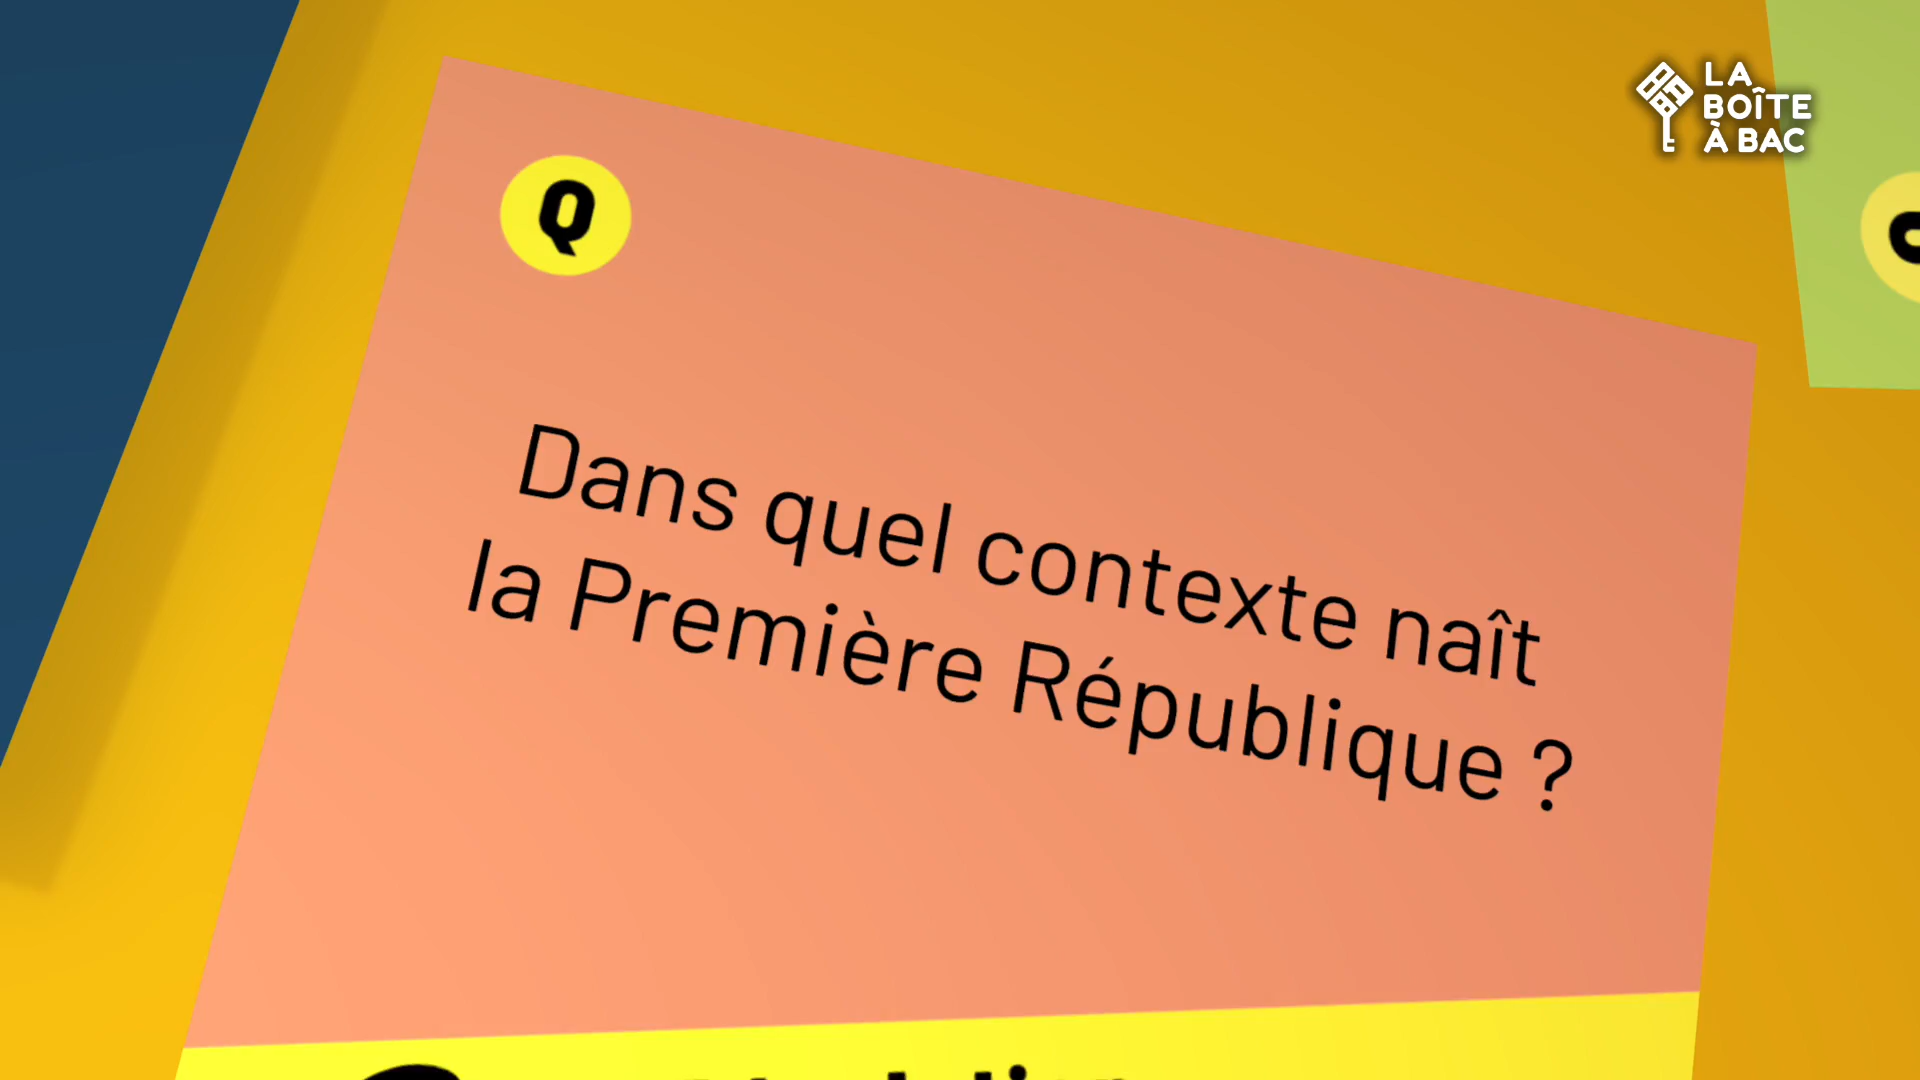 LA
BOÎTE
À BAC
Q
Dans quel contexte naît
la Première République ?